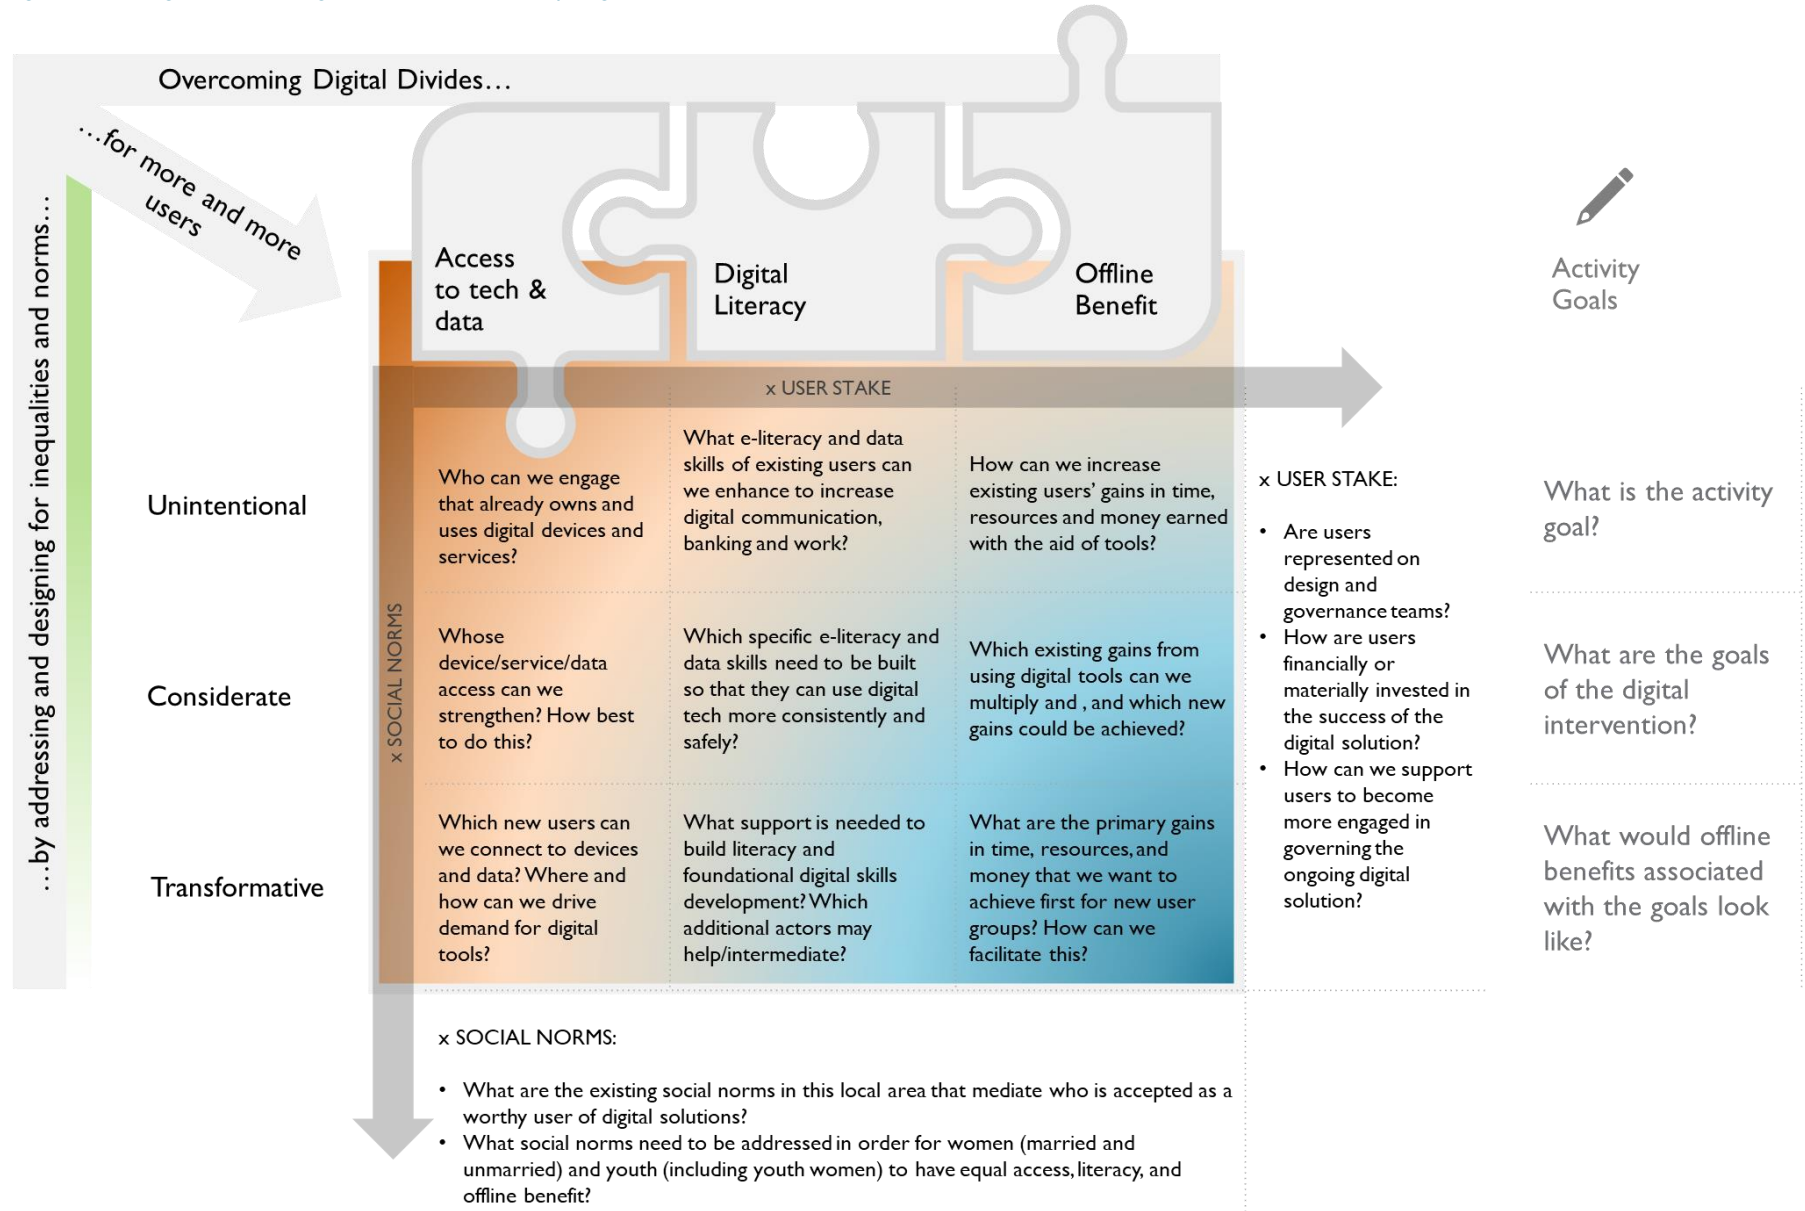 Overcoming Digital Divides…
…for more and more
users
…by addressing and designing for inequalities and norms…
Access
to tech &
data
Digital
Literacy
Offline
Benefit
Activity
Goals
x USER STAKE
x SOCIAL NORMS
Unintentional
Who can we engage
that already owns and
uses digital devices and
services?
What e-literacy and data
skills of existing users can
we enhance to increase
digital communication,
banking and work?
How can we increase
existing users’ gains in time,
resources and money earned
with the aid of tools?
Considerate
Whose
device/service/data
access can we
strengthen? How best
to do this?
Which specific e-literacy and
data skills need to be built
so that they can use digital
tech more consistently and
safely?
Which existing gains from
using digital tools can we
multiply and , and which new
gains could be achieved?
Transformative
Which new users can
we connect to devices
and data? Where and
how can we drive
demand for digital
tools?
What support is needed to
build literacy and
foundational digital skills
development? Which
additional actors may
help/intermediate?
What are the primary gains
in time, resources, and
money that we want to
achieve first for new user
groups? How can we
facilitate this?
x USER STAKE:
• Are users
represented on
design and
governance teams?
• How are users
financially or
materially invested in
the success of the
digital solution?
• How can we support
users to become
more engaged in
governing the
ongoing digital
solution?
What is the activity
goal?
What are the goals
of the digital
intervention?
What would offline
benefits associated
with the goals look
like?
x SOCIAL NORMS:
• What are the existing social norms in this local area that mediate who is accepted as a
worthy user of digital solutions?
• What social norms need to be addressed in order for women (married and
unmarried) and youth (including youth women) to have equal access, literacy, and
offline benefit?